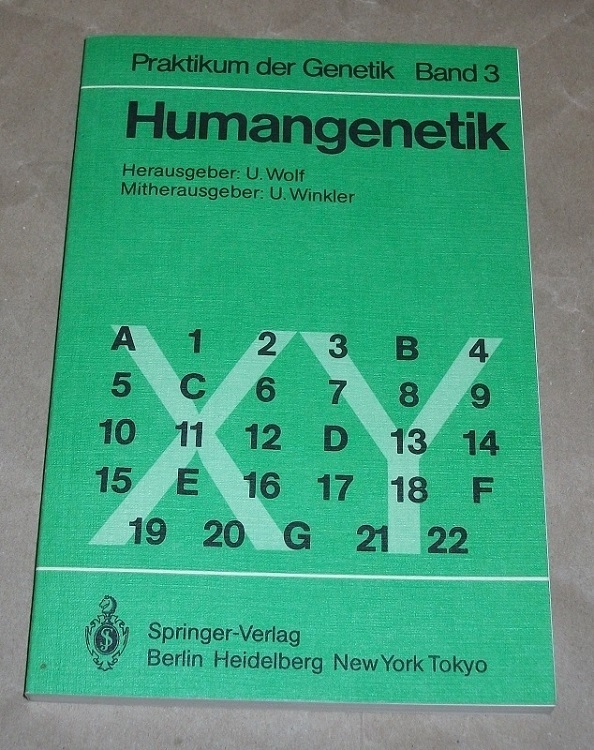 Praktikum der Genetik Band 3
Humangenetik
Herausgeber: U. Wolf
Mitherausgeber: U. Winkler
XY
A 1 2 3 B 4
5 C 6 7 8 9
10 11 12 D 13 14
15 E 16 17 18 F
19 20 G 21 22
Springer-Verlag
Berlin Heidelberg New York Tokyo